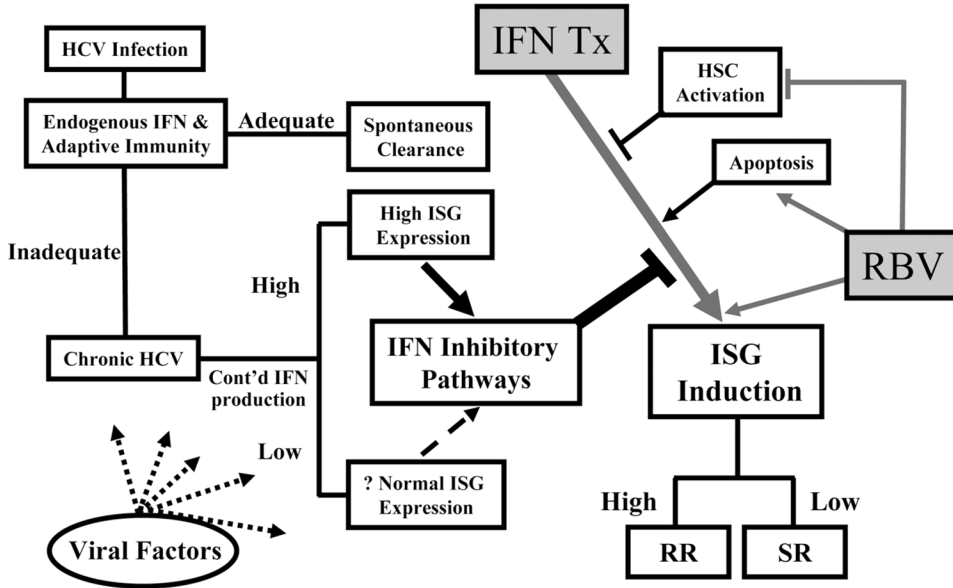 HCV Infection
Endogenous IFN &
Adaptive Immunity
Adequate
Spontaneous
Clearance
Inadequate
Chronic HCV
Cont’d IFN
production
High
Low
High ISG
Expression
IFN Inhibitory
Pathways
? Normal ISG
Expression
Viral Factors
IFN Tx
HSC
Activation
Apoptosis
RBV
ISG
Induction
High
Low
RR
SR